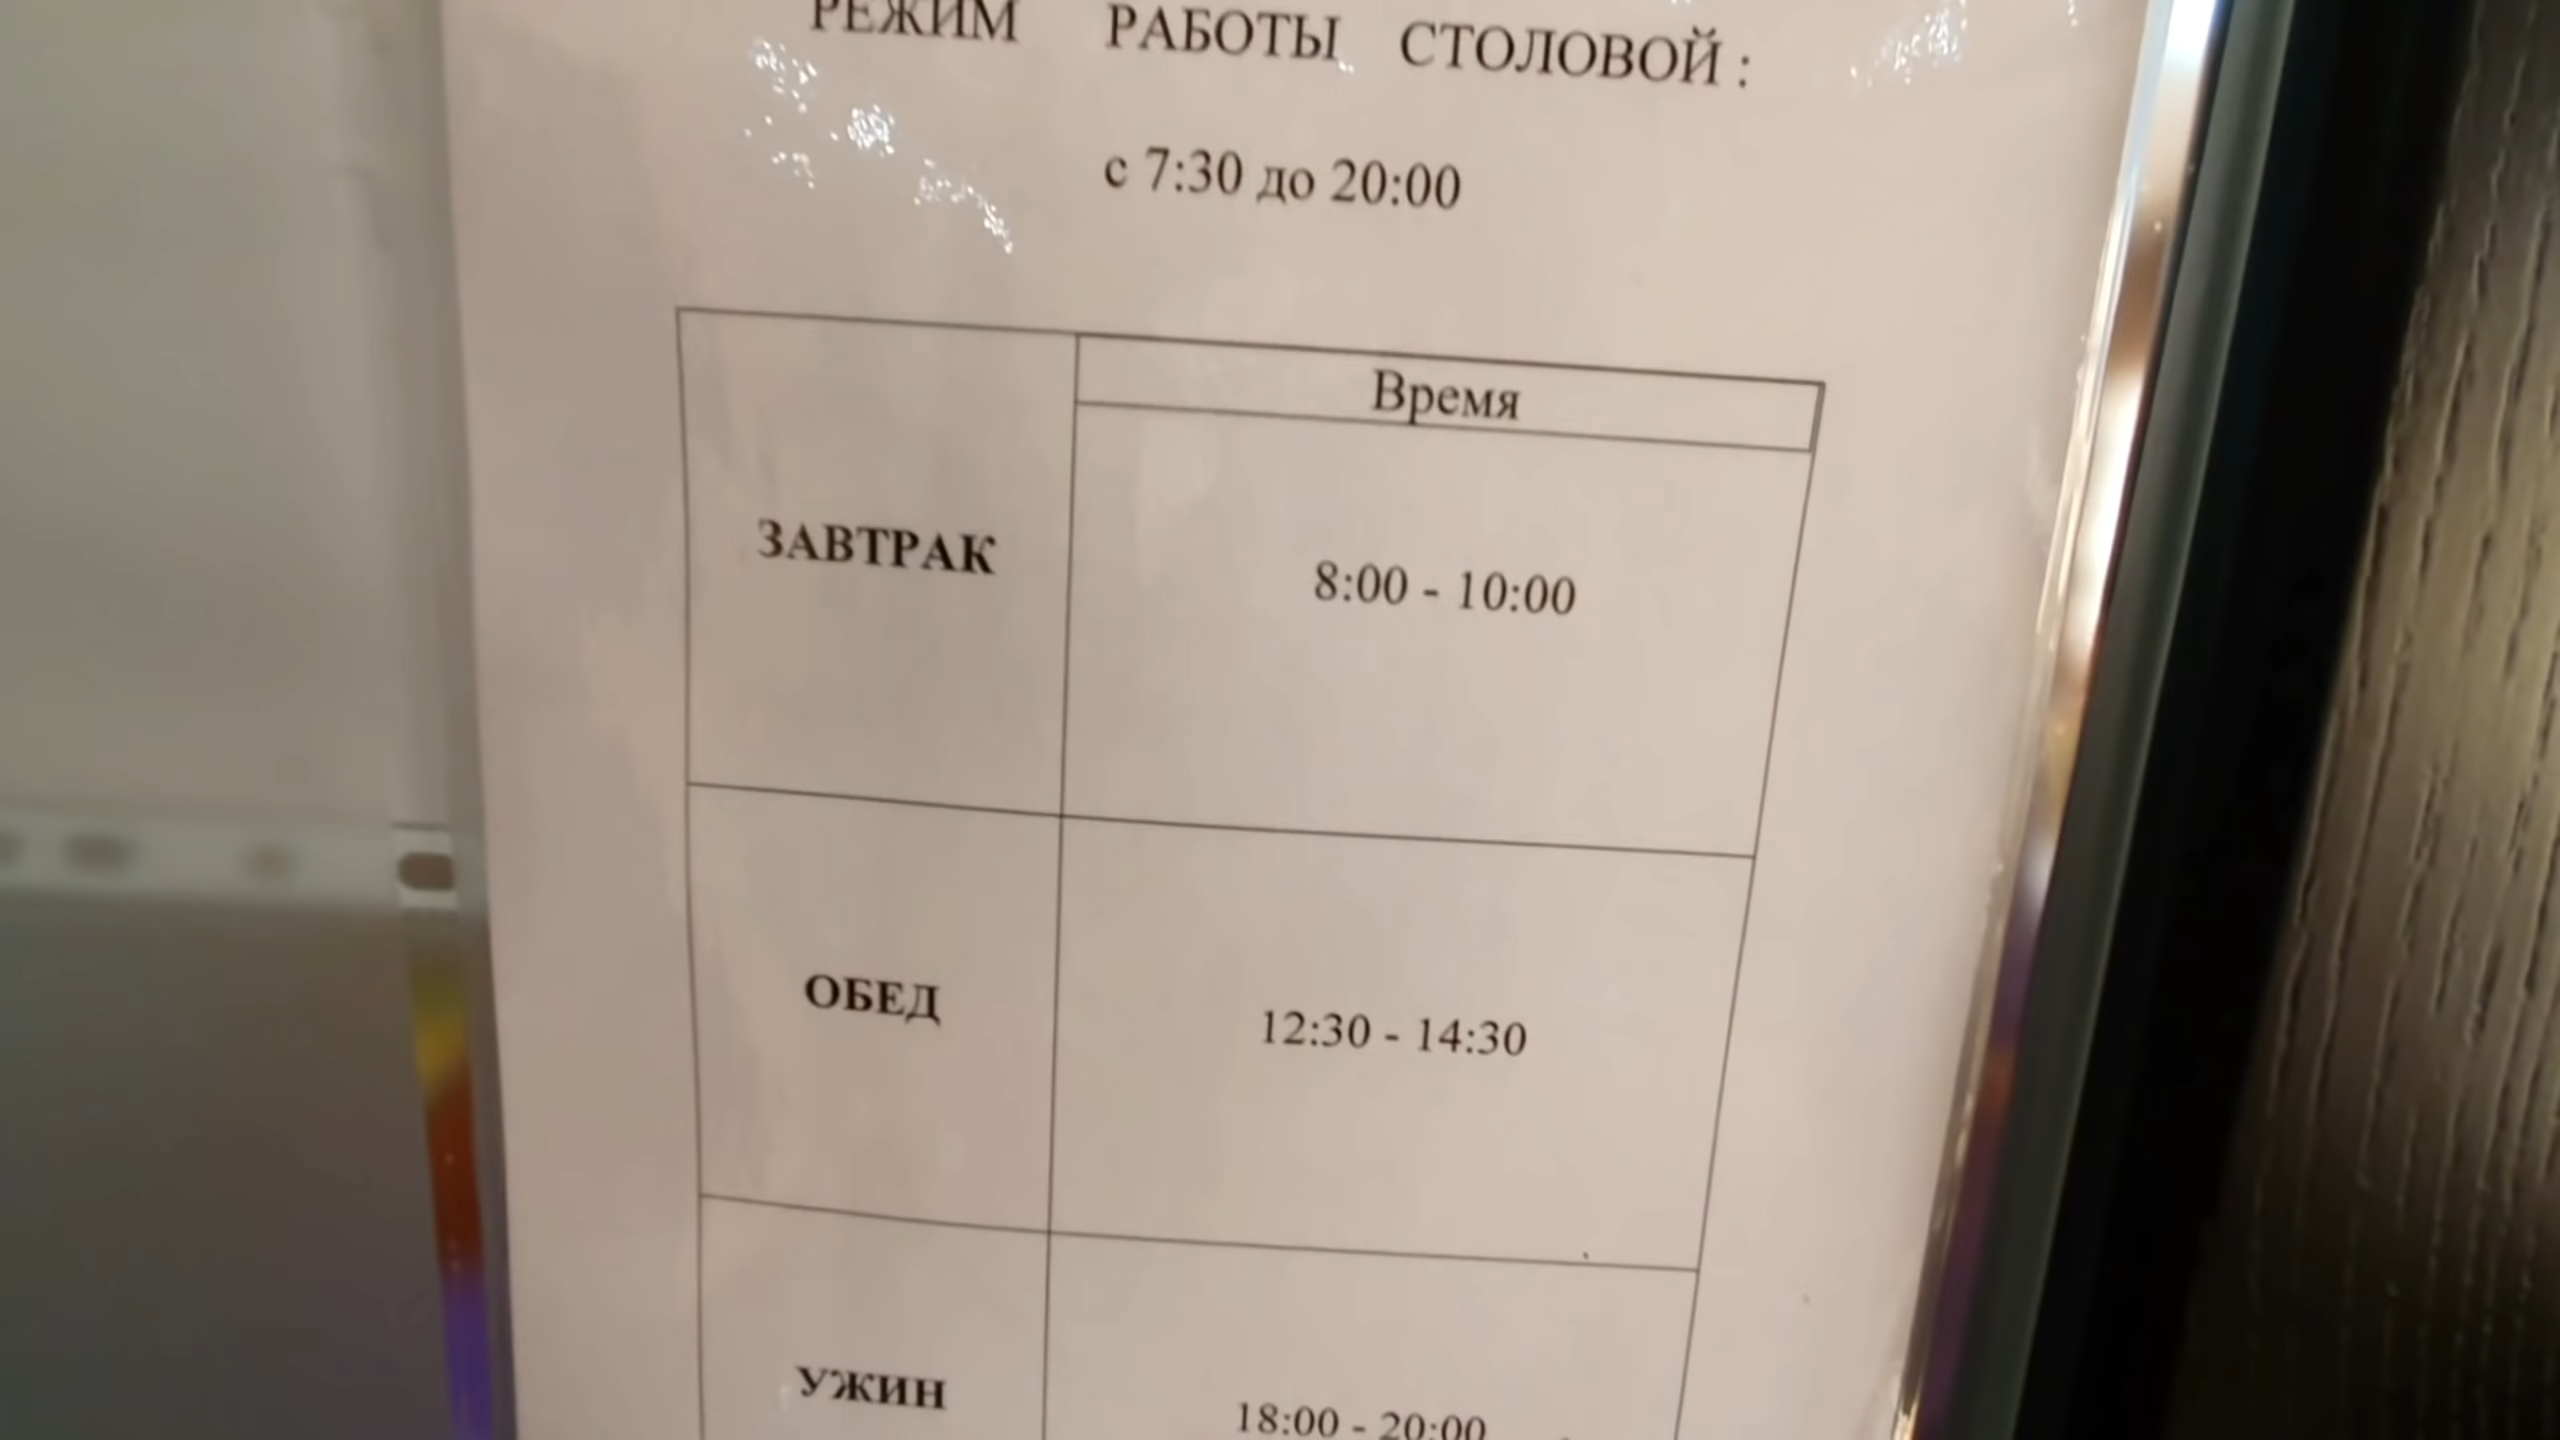 РЕЖИМ РАБОТЫ СТОЛОВОЙ :
с 7:30 до 20:00
Время
ЗАВТРАК 8:00 - 10:00
ОБЕД 12:30 - 14:30
УЖИН 18:00 - 20:00